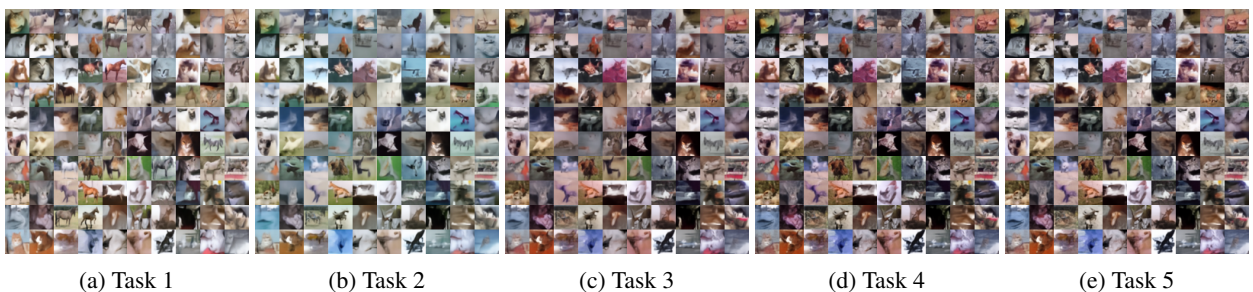 (a) Task 1
(b) Task 2
(c) Task 3
(d) Task 4
(e) Task 5